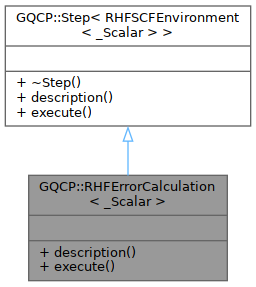 GQCP::Step< RHFSCFEnvironment
< _Scalar > >
+ ~Step()
+ description()
+ execute()
GQCP::RHFErrorCalculation
< _Scalar >
+ description()
+ execute()